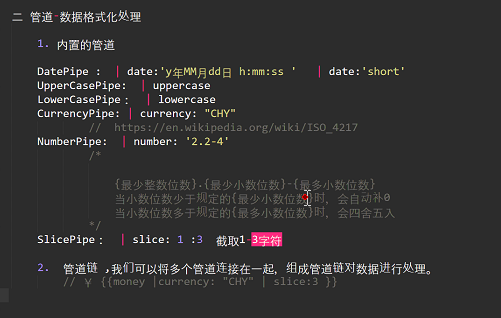 二 管道-数据格式化处理
1. 内置的管道
DatePipe : | date:'y年MM月dd日 h:mm:ss ' | date:'short'
UpperCasePipe: | uppercase
LowerCasePipe: | lowercase
CurrencyPipe: | currency: "CHY"
// https://en.wikipedia.org/wiki/ISO_4217
NumberPipe: | number: '2.2-4'
/*
{最少整数位数}.{最少小数位数}-{最多小数位数}
当小数位数少于规定的{最少小数位数}时，会自动补0
当小数位数多于规定的{最多小数位数}时，会四舍五入
*/
SlicePipe： | slice: 1 :3 截取1-3字符
2. 管道链 ，我们可以将多个管道连接在一起，组成管道链对数据进行处理。
// ￥ {{money |currency: "CHY" | slice:3 }}